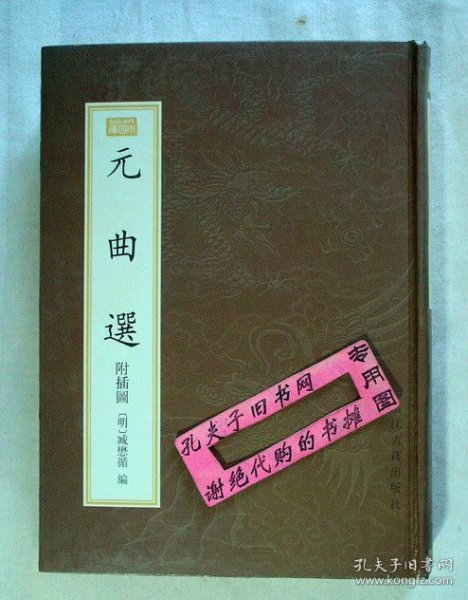 元曲選
附插圖
〔明〕臧懋循 编
孔夫子旧书网
谢绝代购的书摊
专用图
江古籍出版社
孔夫子旧书网
www.kongfz.com